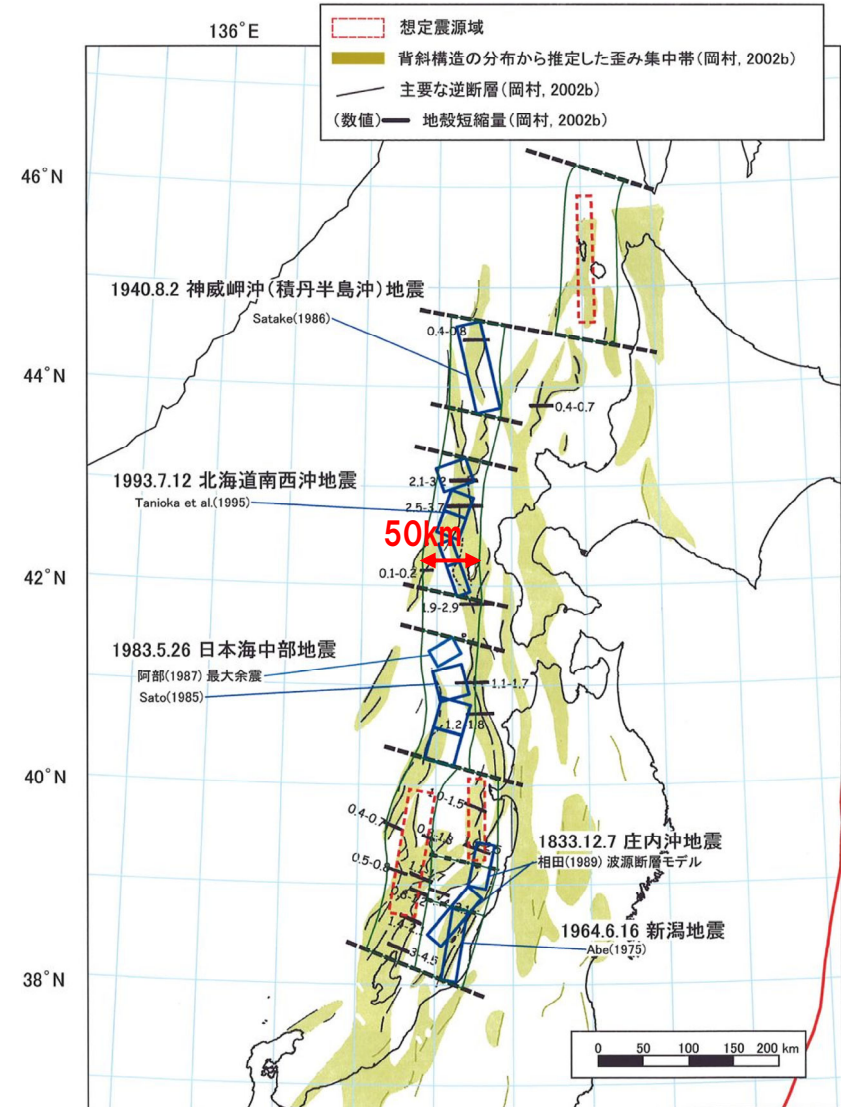 136°E
想定震源域
背斜構造の分布から推定した歪み集中帯(岡村, 2002b)
主要な逆断層(岡村, 2002b)
(数値) 地殻短縮量(岡村, 2002b)
46°N
1940.8.2 神威岬沖(積丹半島沖)地震
Satake(1986)
0.4-0.8
44°N
0.4-0.7
1993.7.12 北海道南西沖地震
Tanioka et al.(1995)
2.1-3.2
2.5-3.7
50km
42°N
0.1-0.2
1.9-2.9
1983.5.26 日本海中部地震
阿部(1987) 最大余震
Sato(1985)
1.1-1.7
1.2-1.8
40°N
1.0-1.5
0.4-0.7
1833.12.7 庄内沖地震
相田(1989) 波源断層モデル
0.5-0.8
1964.6.16 新潟地震
Abe(1975)
3-4.5
38°N
0 50 100 150 200 km